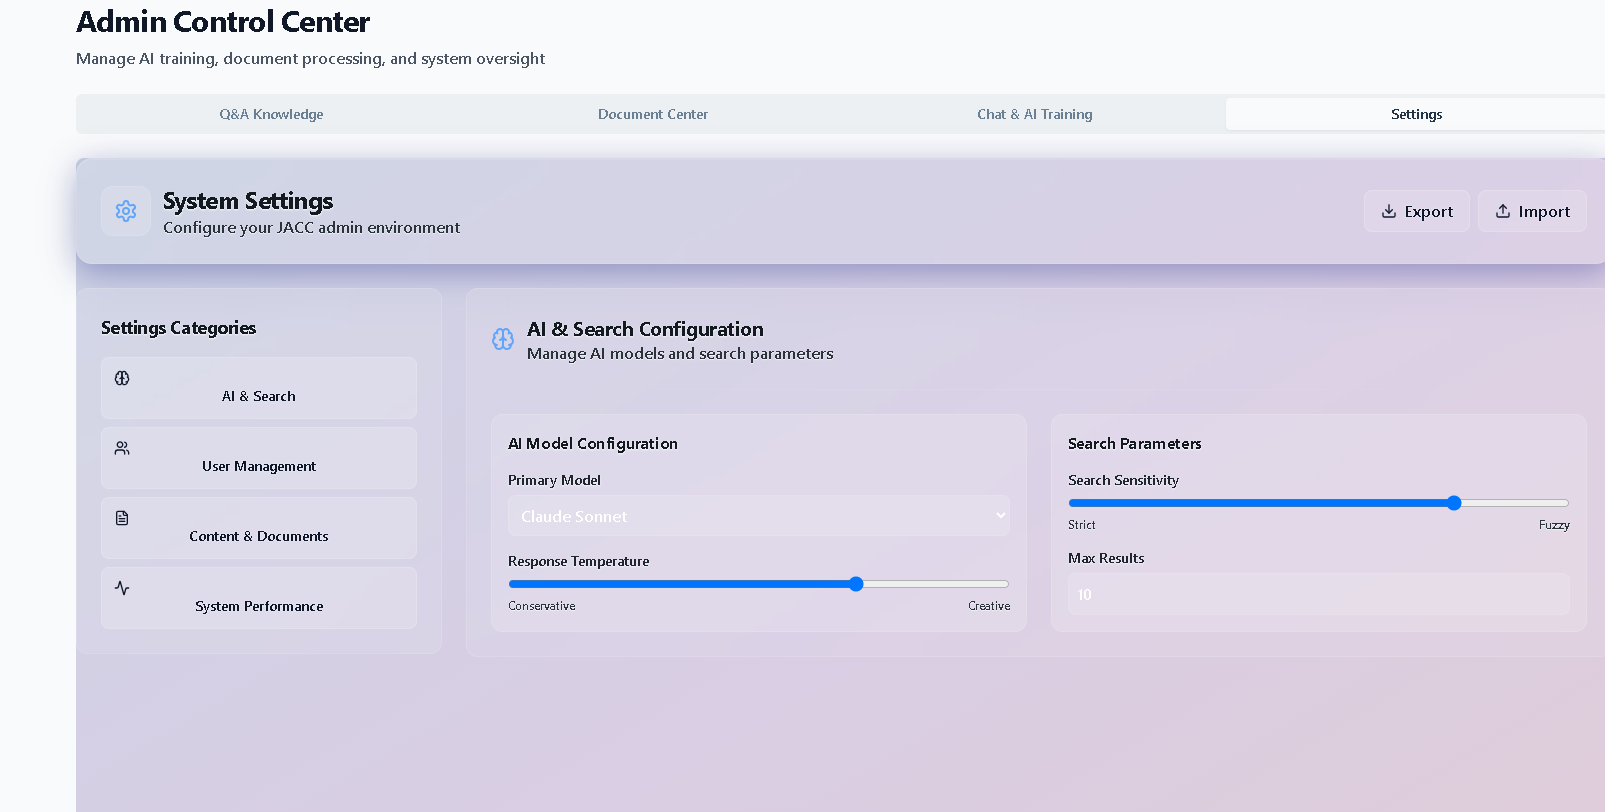 Admin Control Center
Manage AI training, document processing, and system oversight
Q&A Knowledge
Document Center
Chat & AI Training
Settings
System Settings
Configure your JACC admin environment
Export
Import
Settings Categories
AI & Search
User Management
Content & Documents
System Performance
AI & Search Configuration
Manage AI models and search parameters
AI Model Configuration
Primary Model
Claude Sonnet
Response Temperature
Conservative
Creative
Search Parameters
Search Sensitivity
Strict
Fuzzy
Max Results
10